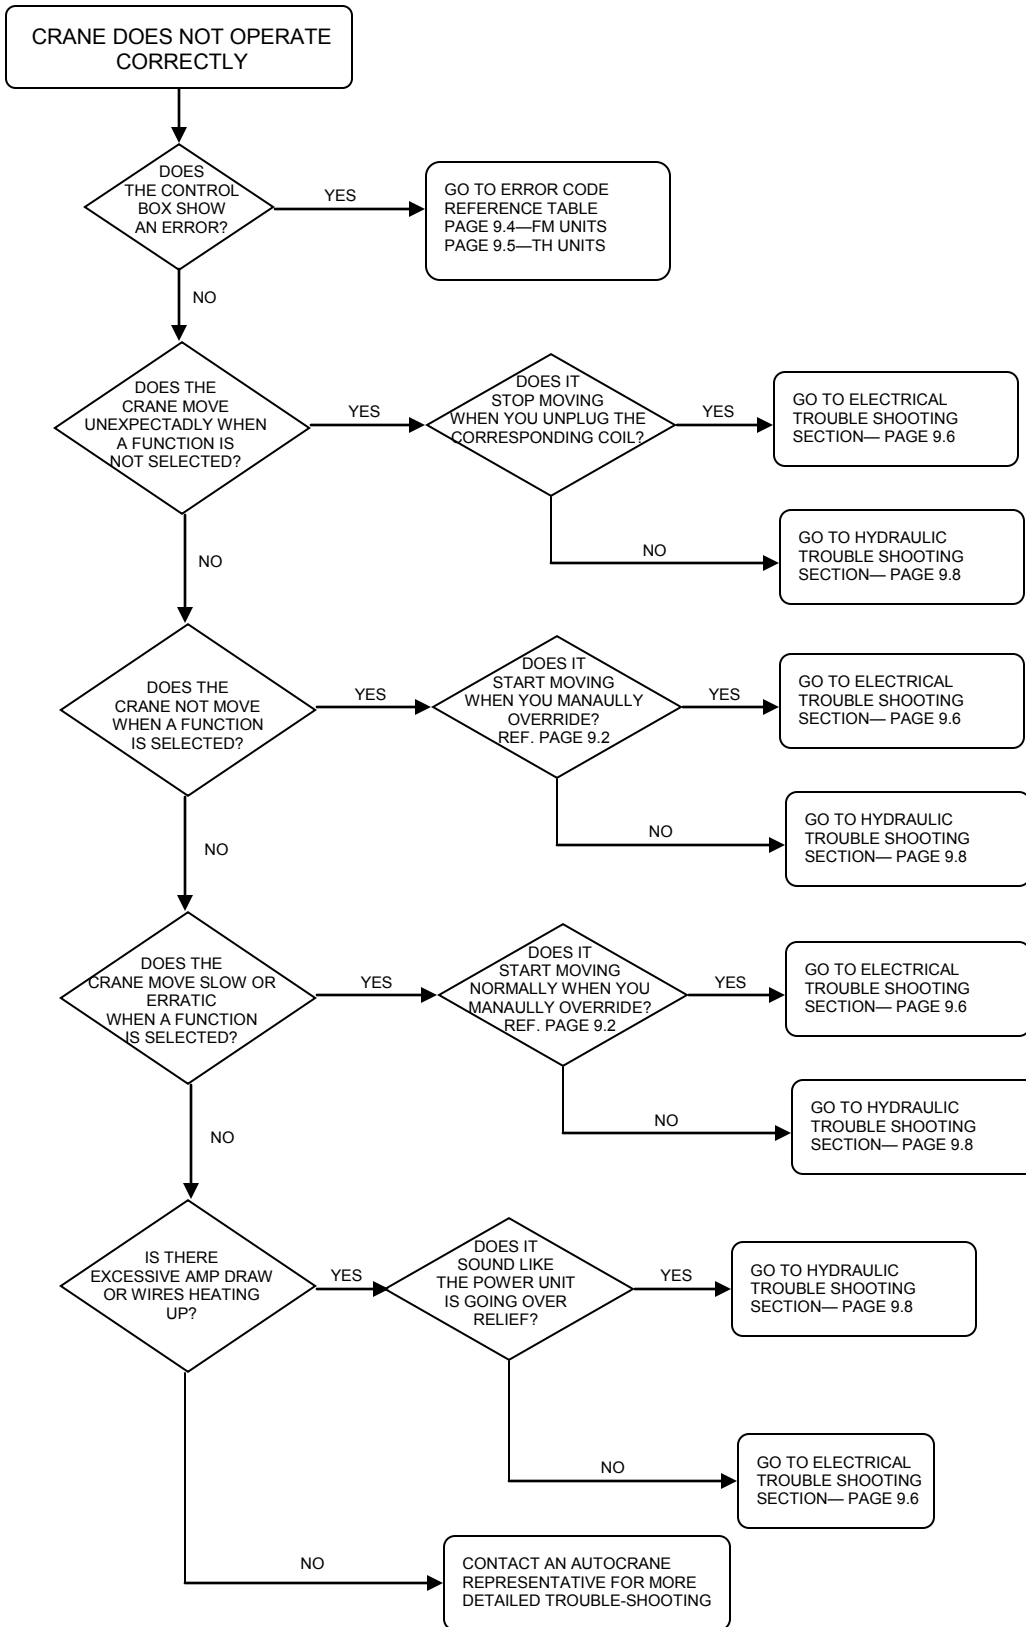 CRANE DOES NOT OPERATE
CORRECTLY
DOES
THE CONTROL
BOX SHOW
AN ERROR?
YES
GO TO ERROR CODE
REFERENCE TABLE
PAGE 9.4—FM UNITS
PAGE 9.5—TH UNITS
NO
DOES THE
CRANE MOVE
UNEXPECTADLY WHEN
A FUNCTION IS
NOT SELECTED?
YES
DOES IT
STOP MOVING
WHEN YOU UNPLUG THE
CORRESPONDING COIL?
YES
GO TO ELECTRICAL
TROUBLE SHOOTING
SECTION— PAGE 9.6
NO
GO TO HYDRAULIC
TROUBLE SHOOTING
SECTION— PAGE 9.8
NO
DOES THE
CRANE NOT MOVE
WHEN A FUNCTION
IS SELECTED?
YES
DOES IT
START MOVING
WHEN YOU MANAULLY
OVERRIDE?
REF. PAGE 9.2
YES
GO TO ELECTRICAL
TROUBLE SHOOTING
SECTION— PAGE 9.6
NO
GO TO HYDRAULIC
TROUBLE SHOOTING
SECTION— PAGE 9.8
NO
DOES THE
CRANE MOVE SLOW OR
ERRATIC
WHEN A FUNCTION
IS SELECTED?
YES
DOES IT
START MOVING
NORMALLY WHEN YOU
MANAULLY OVERRIDE?
REF. PAGE 9.2
YES
GO TO ELECTRICAL
TROUBLE SHOOTING
SECTION— PAGE 9.6
NO
GO TO HYDRAULIC
TROUBLE SHOOTING
SECTION— PAGE 9.8
NO
IS THERE
EXCESSIVE AMP DRAW
OR WIRES HEATING
UP?
YES
DOES IT
SOUND LIKE
THE POWER UNIT
IS GOING OVER
RELIEF?
YES
GO TO HYDRAULIC
TROUBLE SHOOTING
SECTION— PAGE 9.8
NO
GO TO ELECTRICAL
TROUBLE SHOOTING
SECTION— PAGE 9.6
NO
CONTACT AN AUTOCRANE
REPRESENTATIVE FOR MORE
DETAILED TROUBLE-SHOOTING